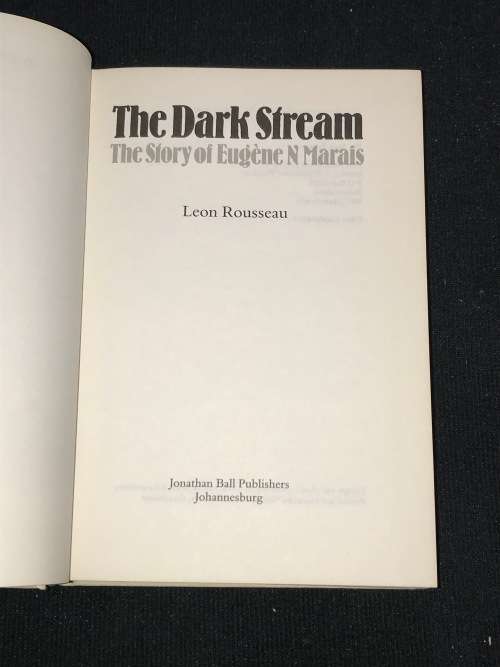 The Dark Stream
The Story of Eugène N Marais
Leon Rousseau
Jonathan Ball Publishers
Johannesburg